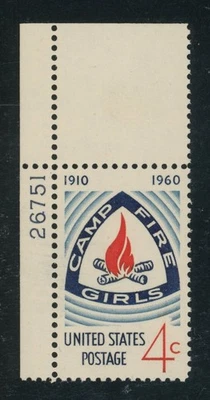 26751
1910 1960
CAMP FIRE
GIRLS
UNITED STATES
POSTAGE 4c